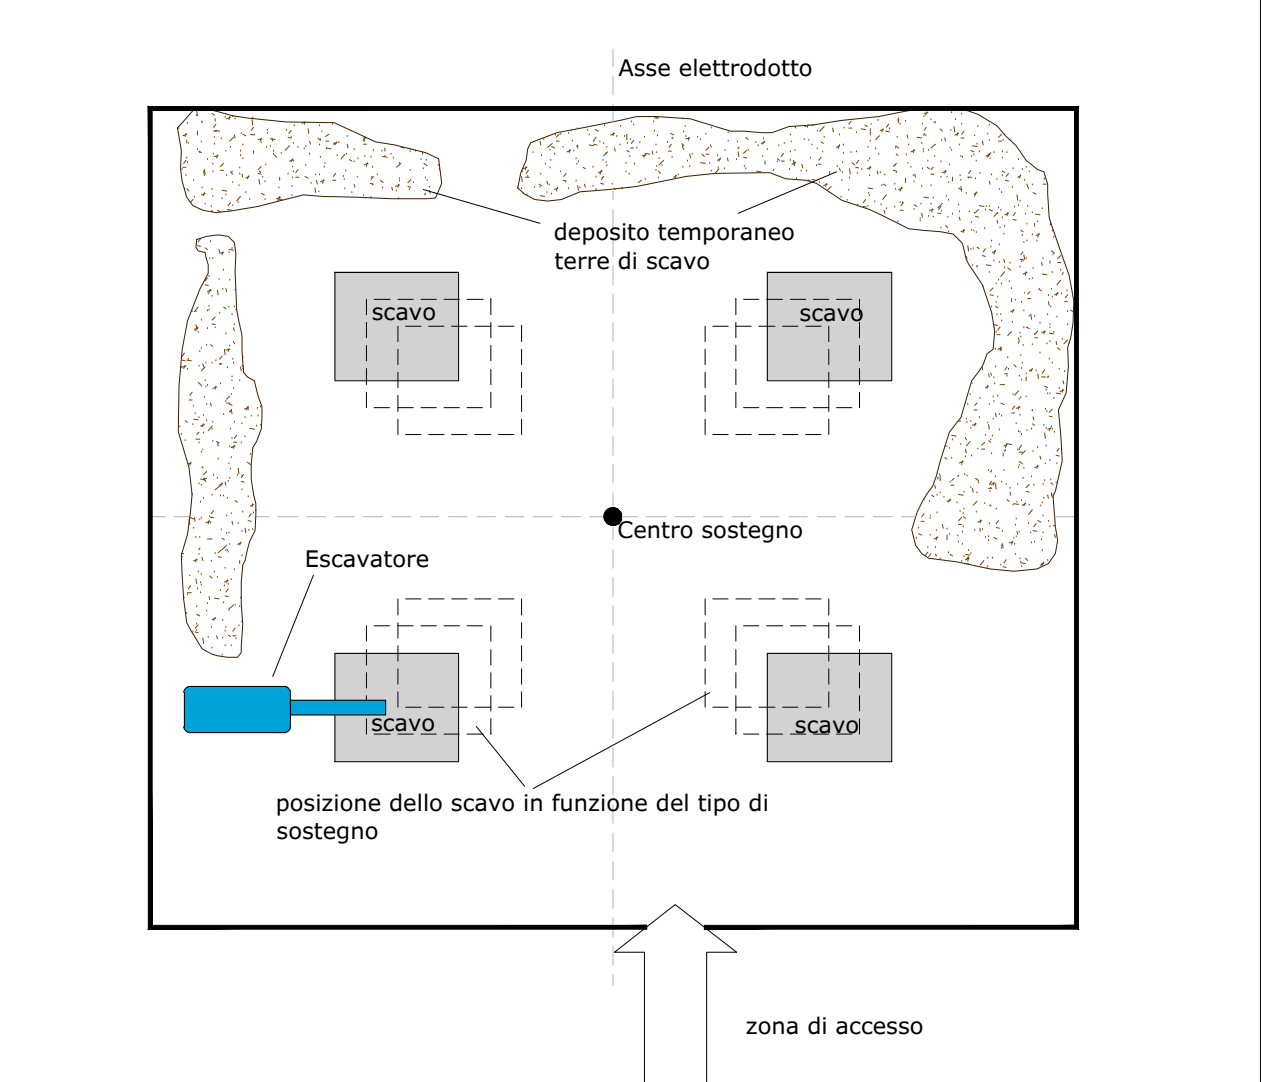 Asse elettrodotto
deposito temporaneo
terre di scavo
scavo
scavo
Centro sostegno
Escavatore
scavo
scavo
posizione dello scavo in funzione del tipo di
sostegno
zona di accesso